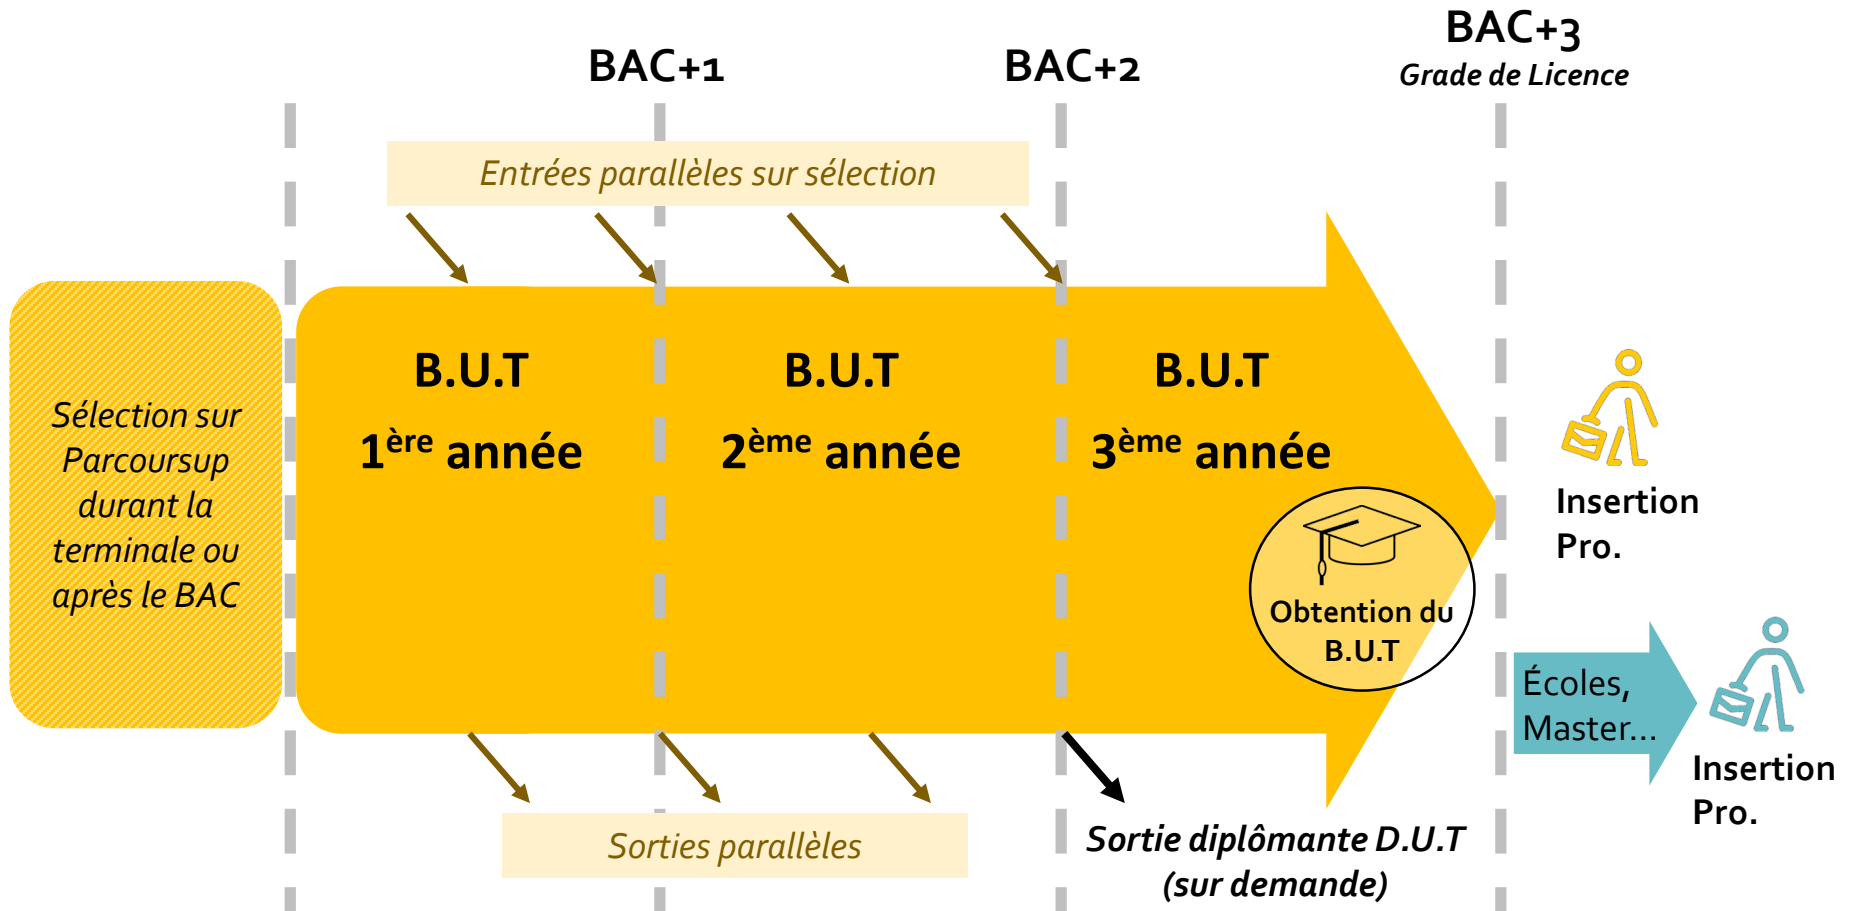 BAC+1
BAC+2
BAC+3
Grade de Licence
Entrées parallèles sur sélection
Sélection sur
Parcoursup
durant la
terminale ou
après le BAC
B.U.T
1ère année
B.U.T
2ème année
B.U.T
3ème année
Obtention du
B.U.T
Insertion
Pro.
Écoles,
Master...
Insertion
Pro.
Sorties parallèles
Sortie diplômante D.U.T
(sur demande)